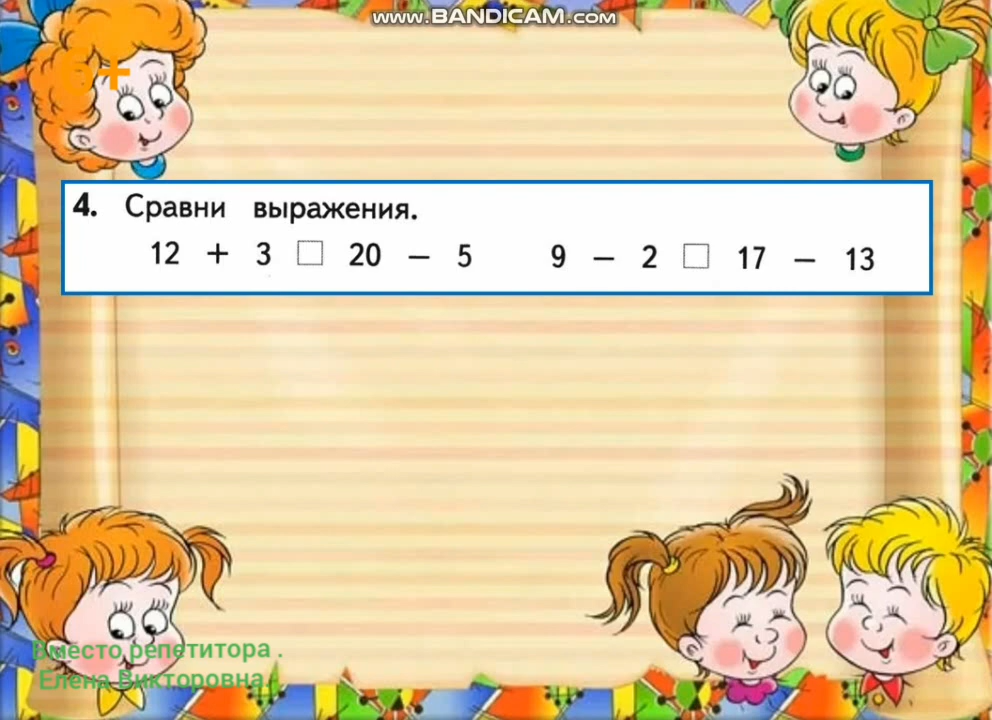 www.BANDICAM.com
4. Сравни выражения.
12 + 3 □ 20 − 5 9 − 2 □ 17 − 13
Вместо репетитора .
Елена Викторовна.